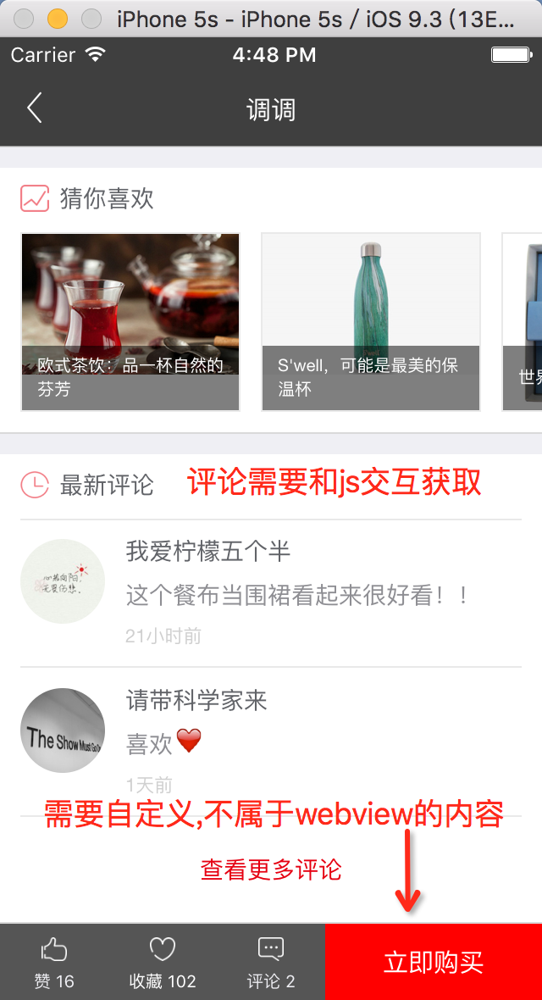 iPhone 5s - iPhone 5s / iOS 9.3 (13E...
Carrier
4:48 PM
调调
猜你喜欢
欧式茶饮：品一杯自然的
芬芳
S'well，可能是最美的保
温杯
世界
最新评论
评论需要和js交互获取
我爱柠檬五个半
这个餐布当围裙看起来很好看！！
21小时前
请带科学家来
The Show Must Go On
喜欢❤️
1天前
需要自定义,不属于webview的内容
查看更多评论
赞 16
收藏 102
评论 2
立即购买